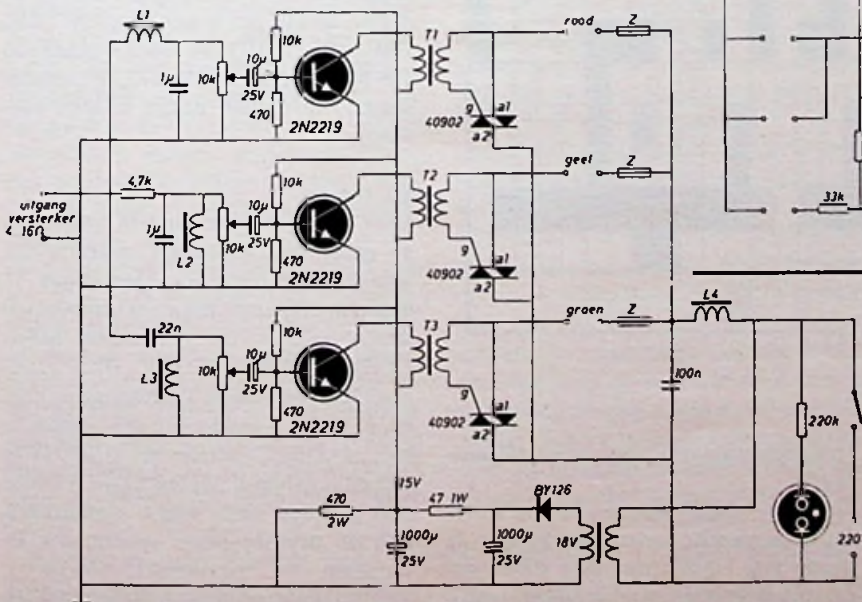 L1
10k
1µ
10k
10µ
25V
470
2N2219
T1
rood
Z
g
a1
40902
a2
uitgang
versterker
4 16Ω
4,7k
1µ
L2
10k
10µ
25V
10k
470
2N2219
T2
geel
Z
g
a1
40902
a2
33k
22n
L3
10k
10µ
25V
10k
470
2N2219
T3
groen
Z
g
a1
40902
a2
L4
100n
220k
470
2W
15V
47 1W
BY126
1000µ
25V
1000µ
25V
18V
220